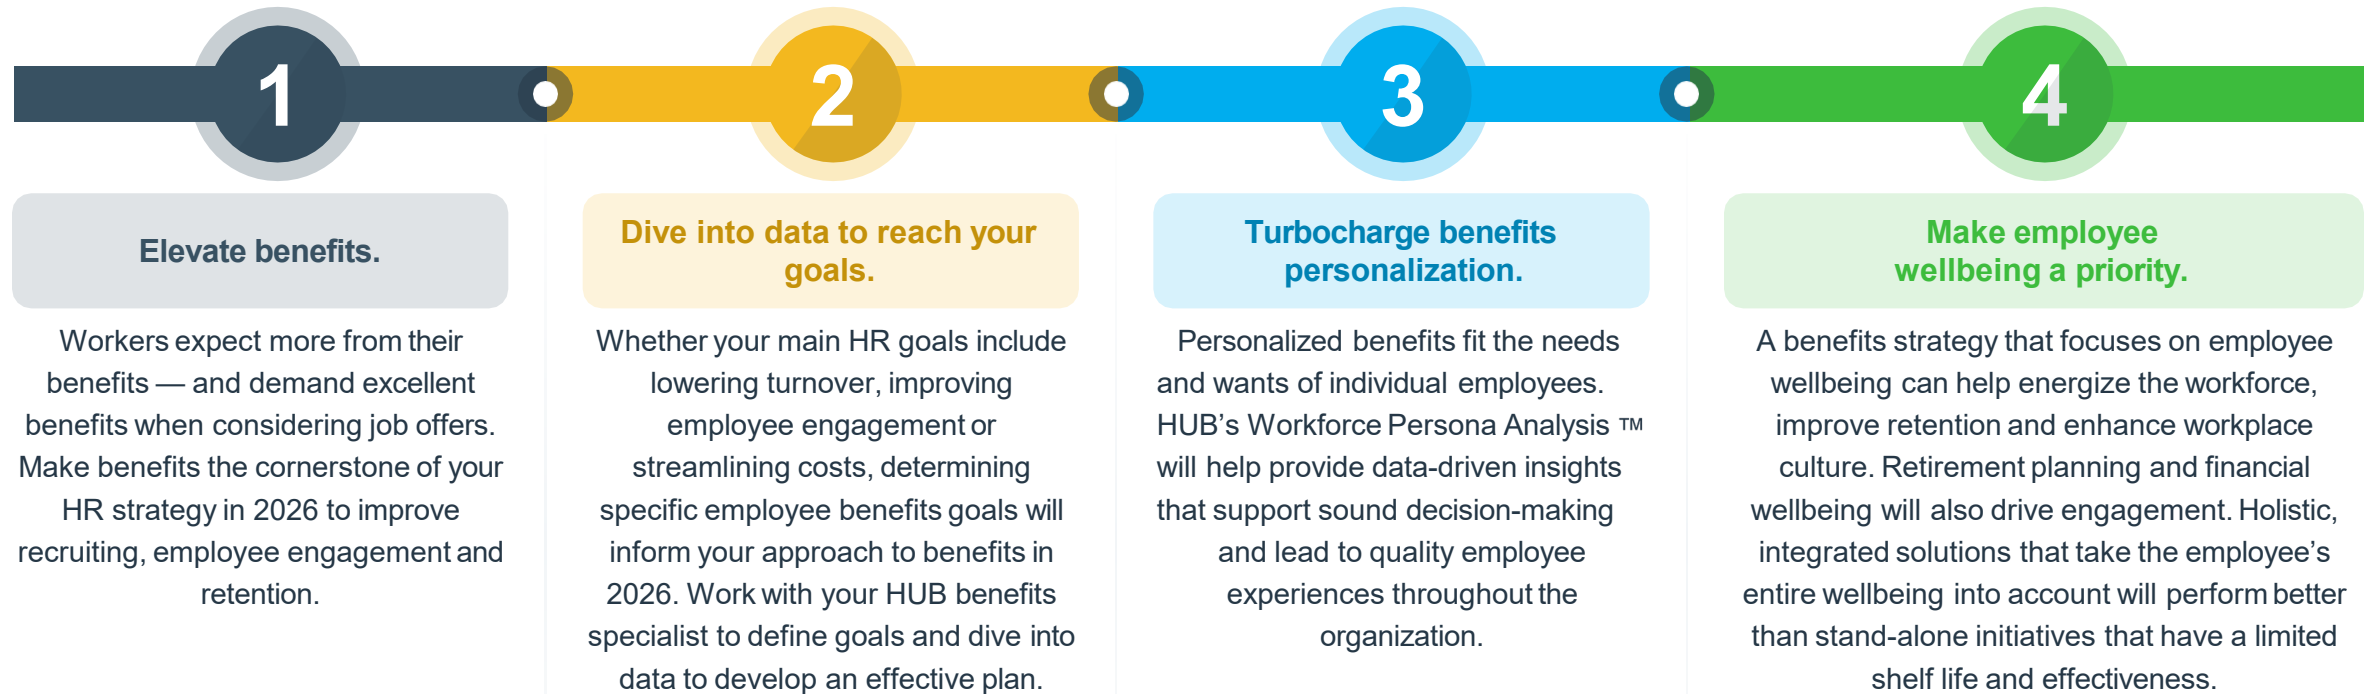 1
Elevate benefits.
Workers expect more from their
benefits — and demand excellent
benefits when considering job offers.
Make benefits the cornerstone of your
HR strategy in 2026 to improve
recruiting, employee engagement and
retention.
2
Dive into data to reach your
goals.
Whether your main HR goals include
lowering turnover, improving
employee engagement or
streamlining costs, determining
specific employee benefits goals will
inform your approach to benefits in
2026. Work with your HUB benefits
specialist to define goals and dive into
data to develop an effective plan.
3
Turbocharge benefits
personalization.
Personalized benefits fit the needs
and wants of individual employees.
HUB’s Workforce Persona Analysis ™
will help provide data-driven insights
that support sound decision-making
and lead to quality employee
experiences throughout the
organization.
4
Make employee
wellbeing a priority.
A benefits strategy that focuses on employee
wellbeing can help energize the workforce,
improve retention and enhance workplace
culture. Retirement planning and financial
wellbeing will also drive engagement. Holistic,
integrated solutions that take the employee’s
entire wellbeing into account will perform better
than stand-alone initiatives that have a limited
shelf life and effectiveness.